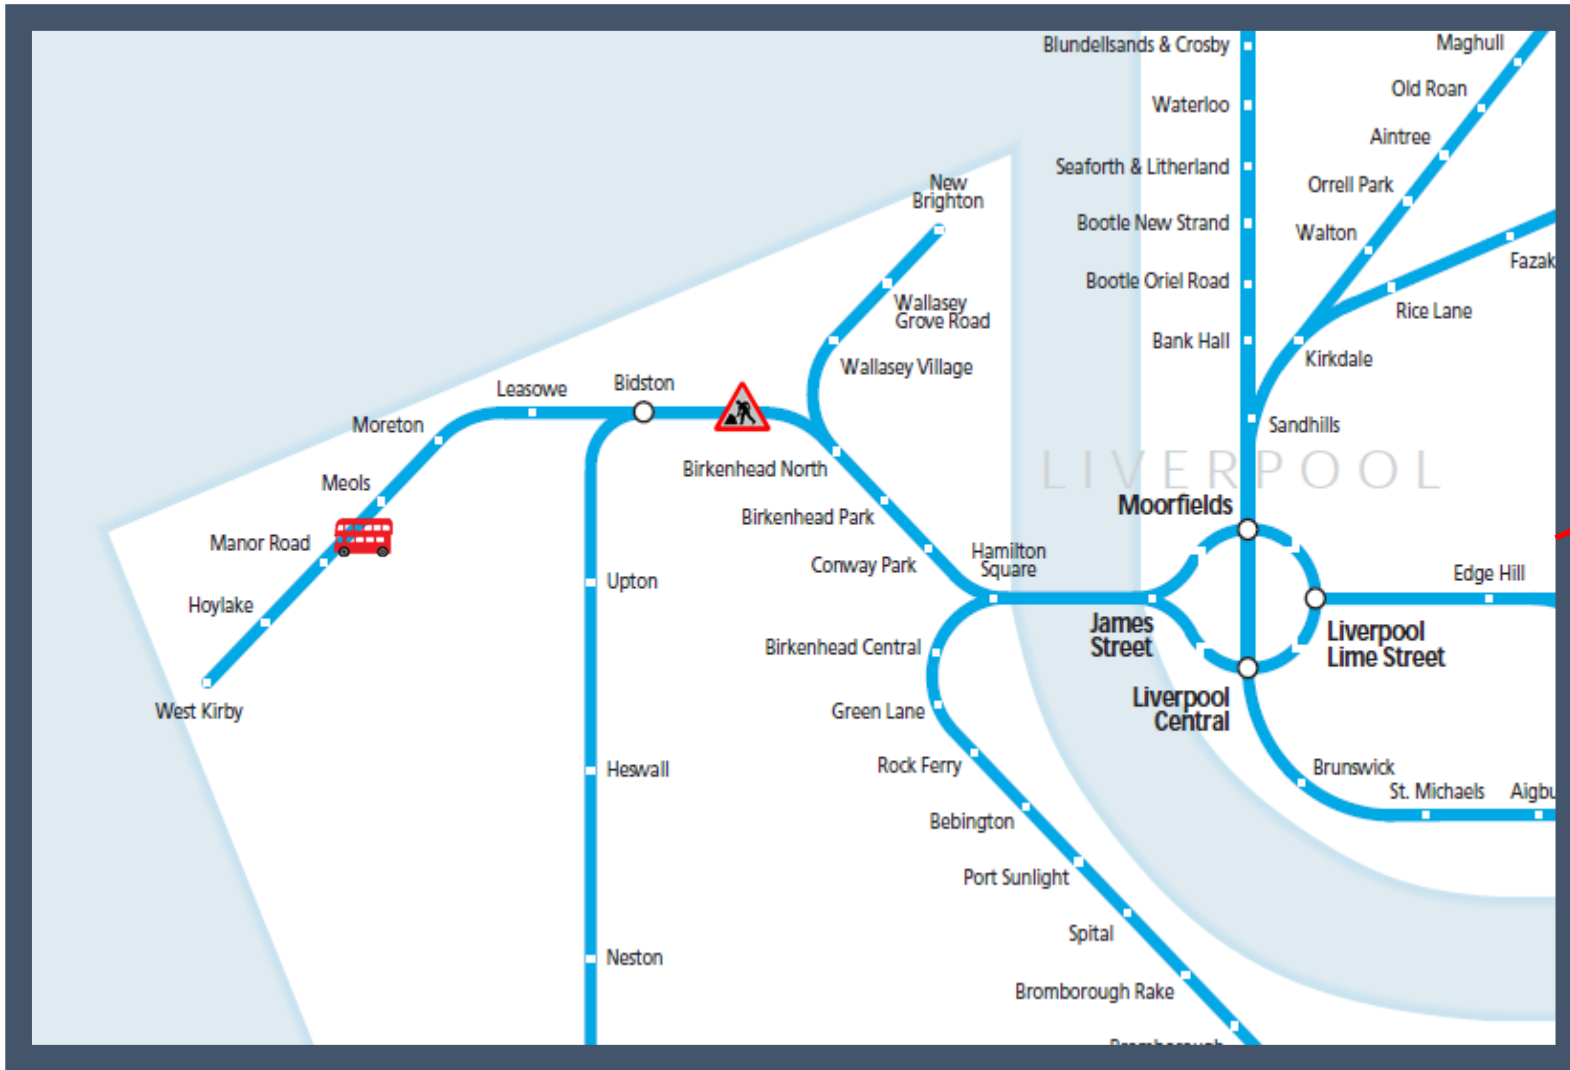 Blundellsands & Crosby
Maghull
Old Roan
Waterloo
Aintree
Seaforth & Litherland
Orrell Park
New
Brighton
Bootle New Strand
Walton
Fazak
Bootle Oriel Road
Wallasey
Grove Road
Rice Lane
Bank Hall
Kirkdale
Wallasey Village
Bidston
Leasowe
Moreton
Sandhills
Birkenhead North
LIVERPOOL
Meols
Moorfields
Birkenhead Park
Manor Road
Hamilton
Square
Conway Park
Edge Hill
Upton
Hoylake
James
Street
Liverpool
Lime Street
Birkenhead Central
West Kirby
Green Lane
Liverpool
Central
Rock Ferry
Heswall
Brunswick
St. Michaels
Aigbu
Bebington
Port Sunlight
Spital
Neston
Bromborough Rake
Bromborough